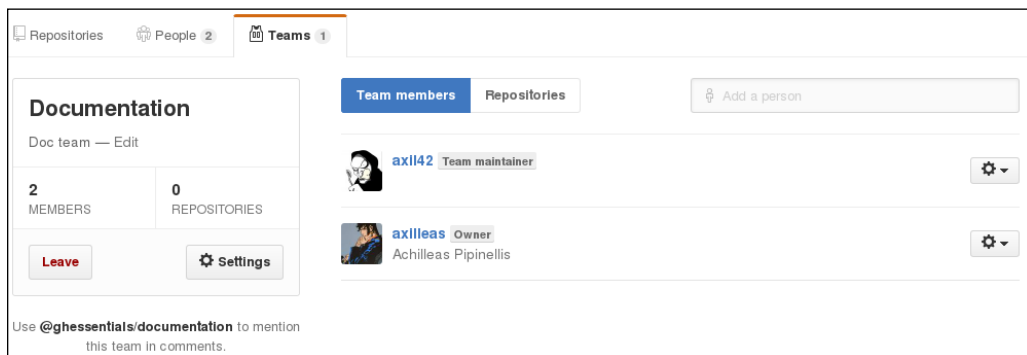 Repositories People 2 Teams 1
Documentation
Doc team — Edit
2 0
MEMBERS REPOSITORIES
Leave Settings
Use @ghessentials/documentation to mention
this team in comments.
Team members Repositories Add a person
axil42 Team maintainer
axilleas Owner
Achilleas Pipinellis